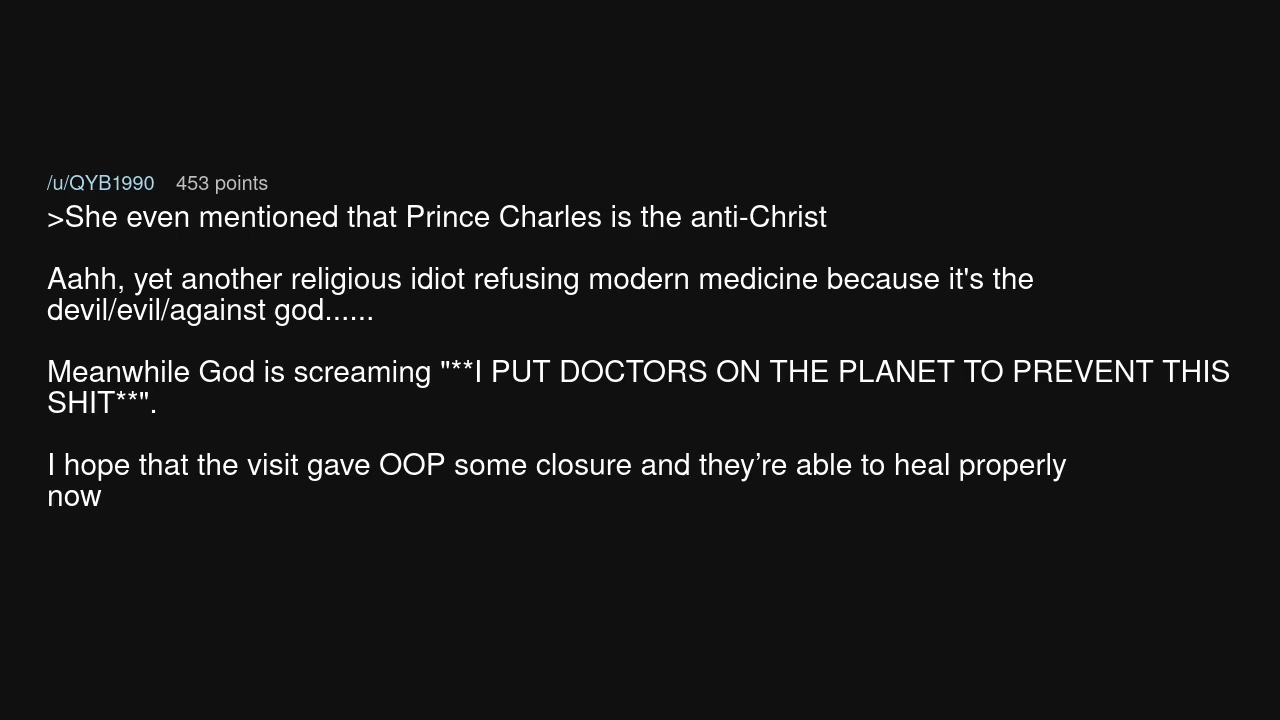 /u/QYB1990 453 points
>She even mentioned that Prince Charles is the anti-Christ
Aahh, yet another religious idiot refusing modern medicine because it's the
devil/evil/against god......
Meanwhile God is screaming "**I PUT DOCTORS ON THE PLANET TO PREVENT THIS
SHIT**".
I hope that the visit gave OOP some closure and they’re able to heal properly
now